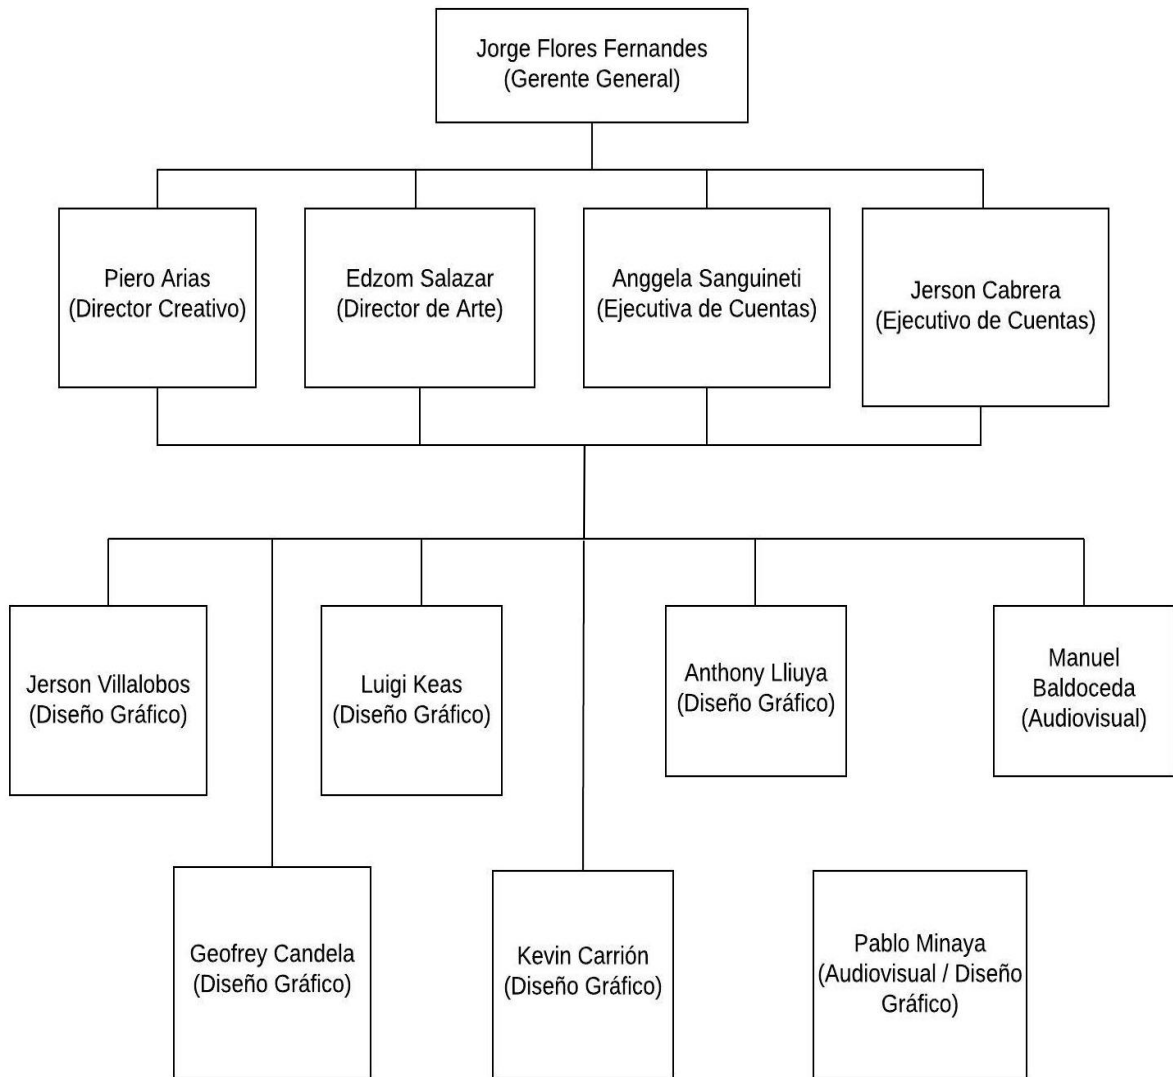 Jorge Flores Fernandes
(Gerente General)
Piero Arias
(Director Creativo)
Edzom Salazar
(Director de Arte)
Anggela Sanguineti
(Ejecutiva de Cuentas)
Jerson Cabrera
(Ejecutivo de Cuentas)
Jerson Villalobos
(Diseño Gráfico)
Luigi Keas
(Diseño Gráfico)
Anthony Lliuya
(Diseño Gráfico)
Manuel
Baldoceda
(Audiovisual)
Geofrey Candela
(Diseño Gráfico)
Kevin Carrión
(Diseño Gráfico)
Pablo Minaya
(Audiovisual / Diseño
Gráfico)